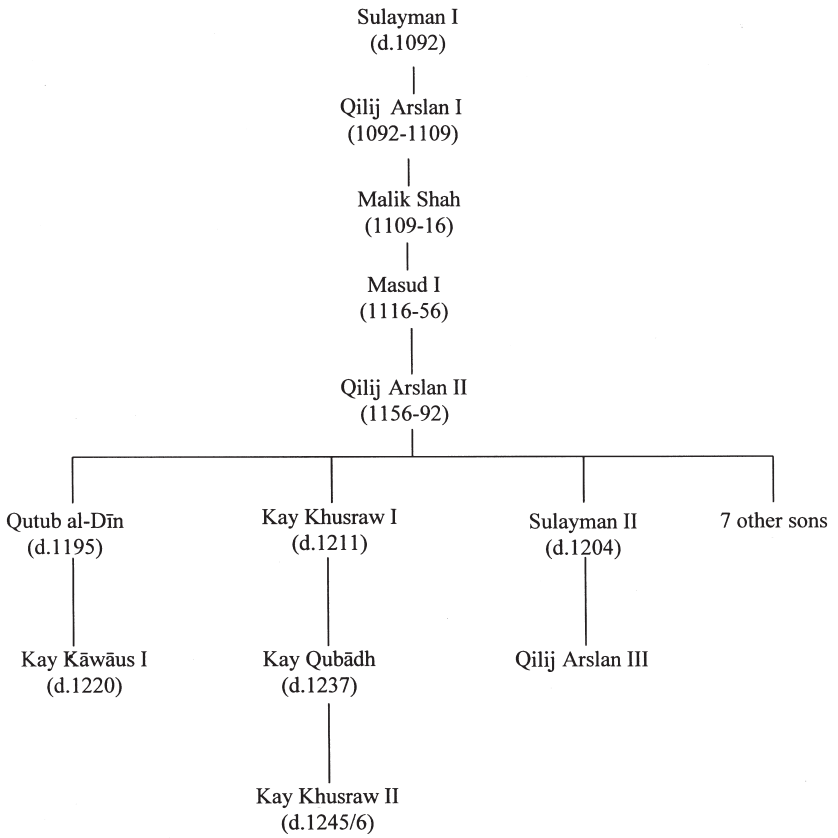 Sulayman I
(d.1092)
Qilij Arslan I
(1092-1109)
Malik Shah
(1109-16)
Masud I
(1116-56)
Qilij Arslan II
(1156-92)
Qutub al-Dīn
(d.1195)
Kay Khusraw I
(d.1211)
Sulayman II
(d.1204)
7 other sons
Kay Kāwāus I
(d.1220)
Kay Qubādh
(d.1237)
Qilij Arslan III
Kay Khusraw II
(d.1245/6)